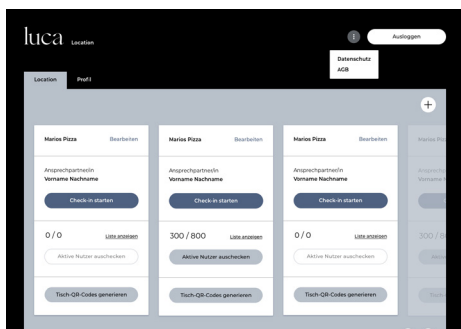 luca Location
Ausloggen
Datenschutz
AGB
Location Profil
Marios Pizza Bearbeiten
Ansprechpartner/in
Vorname Nachname
Check-in starten
0/0 Liste anzeigen
Aktive Nutzer auschecken
Tisch-QR-Codes generieren
Marios Pizza Bearbeiten
Ansprechpartner/in
Vorname Nachname
Check-in starten
300/800 Liste anzeigen
Aktive Nutzer auschecken
Tisch-QR-Codes generieren
Marios Pizza Bearbeiten
Ansprechpartner/in
Vorname Nachname
Check-in starten
0/0 Liste anzeigen
Aktive Nutzer auschecken
Tisch-QR-Codes generieren